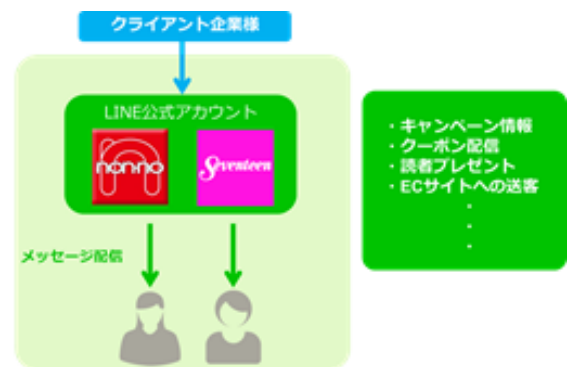 クライアント企業様
LINE公式アカウント
non-no
Seventeen
メッセージ配信
・キャンペーン情報
・クーポン配信
・読者プレゼント
・ECサイトへの送客
・
・
・